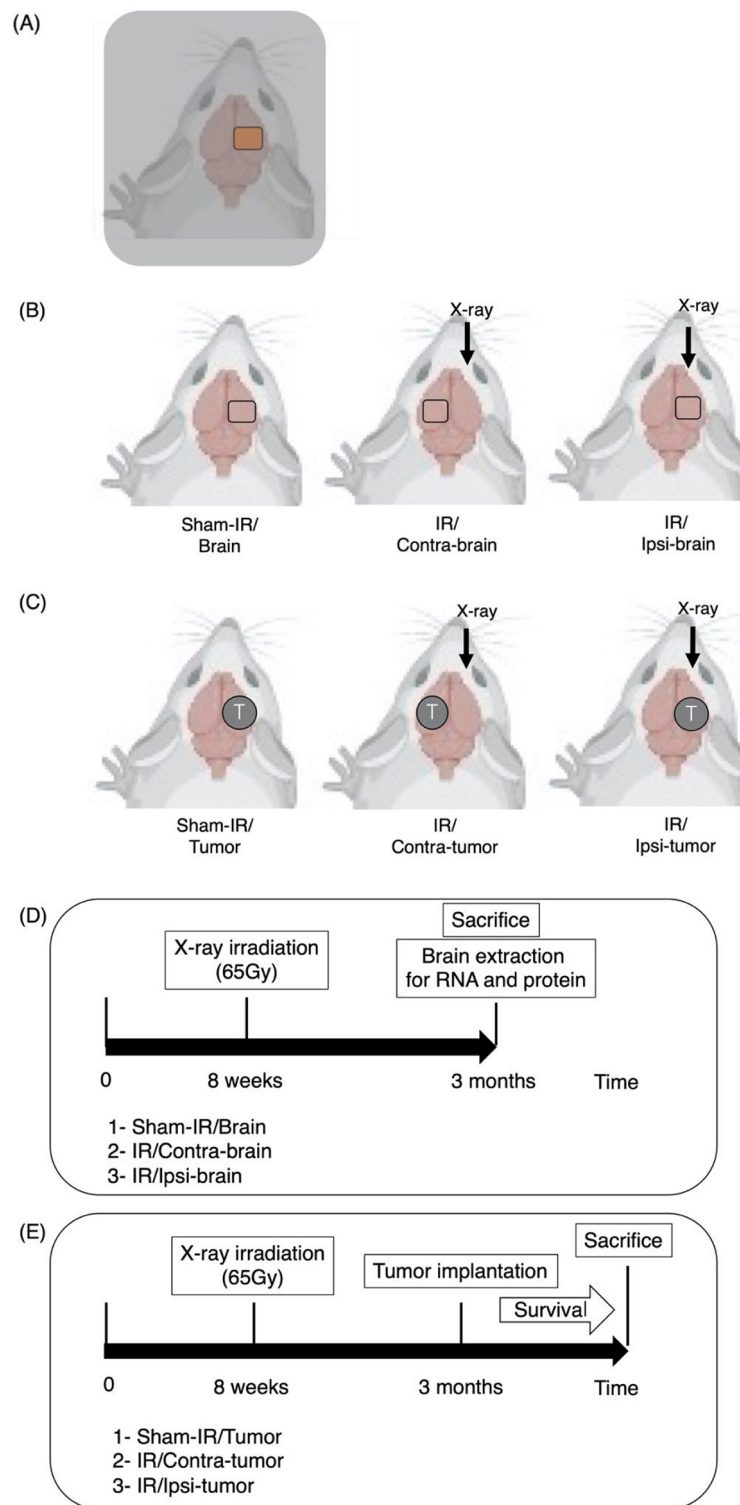 (A)
(B)
X-ray
X-ray
Sham-IR/
Brain
IR/
Contra-brain
IR/
Ipsi-brain
(C)
X-ray
X-ray
T
T
T
Sham-IR/
Tumor
IR/
Contra-tumor
IR/
Ipsi-tumor
(D)
Sacrifice
X-ray irradiation
(65Gy)
Brain extraction
for RNA and protein
0
8 weeks
3 months
Time
1- Sham-IR/Brain
2- IR/Contra-brain
3- IR/Ipsi-brain
(E)
Sacrifice
X-ray irradiation
(65Gy)
Tumor implantation
Survival
0
8 weeks
3 months
Time
1- Sham-IR/Tumor
2- IR/Contra-tumor
3- IR/Ipsi-tumor